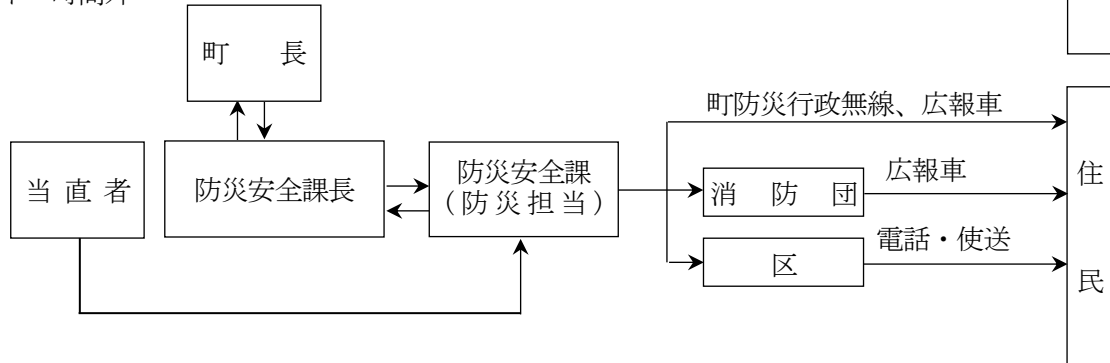 町　　長
町防災行政無線、広報車
当 直 者
防災安全課長
防災安全課
(防災担当)
消　防　団
広報車
区
電話・使送
住
民